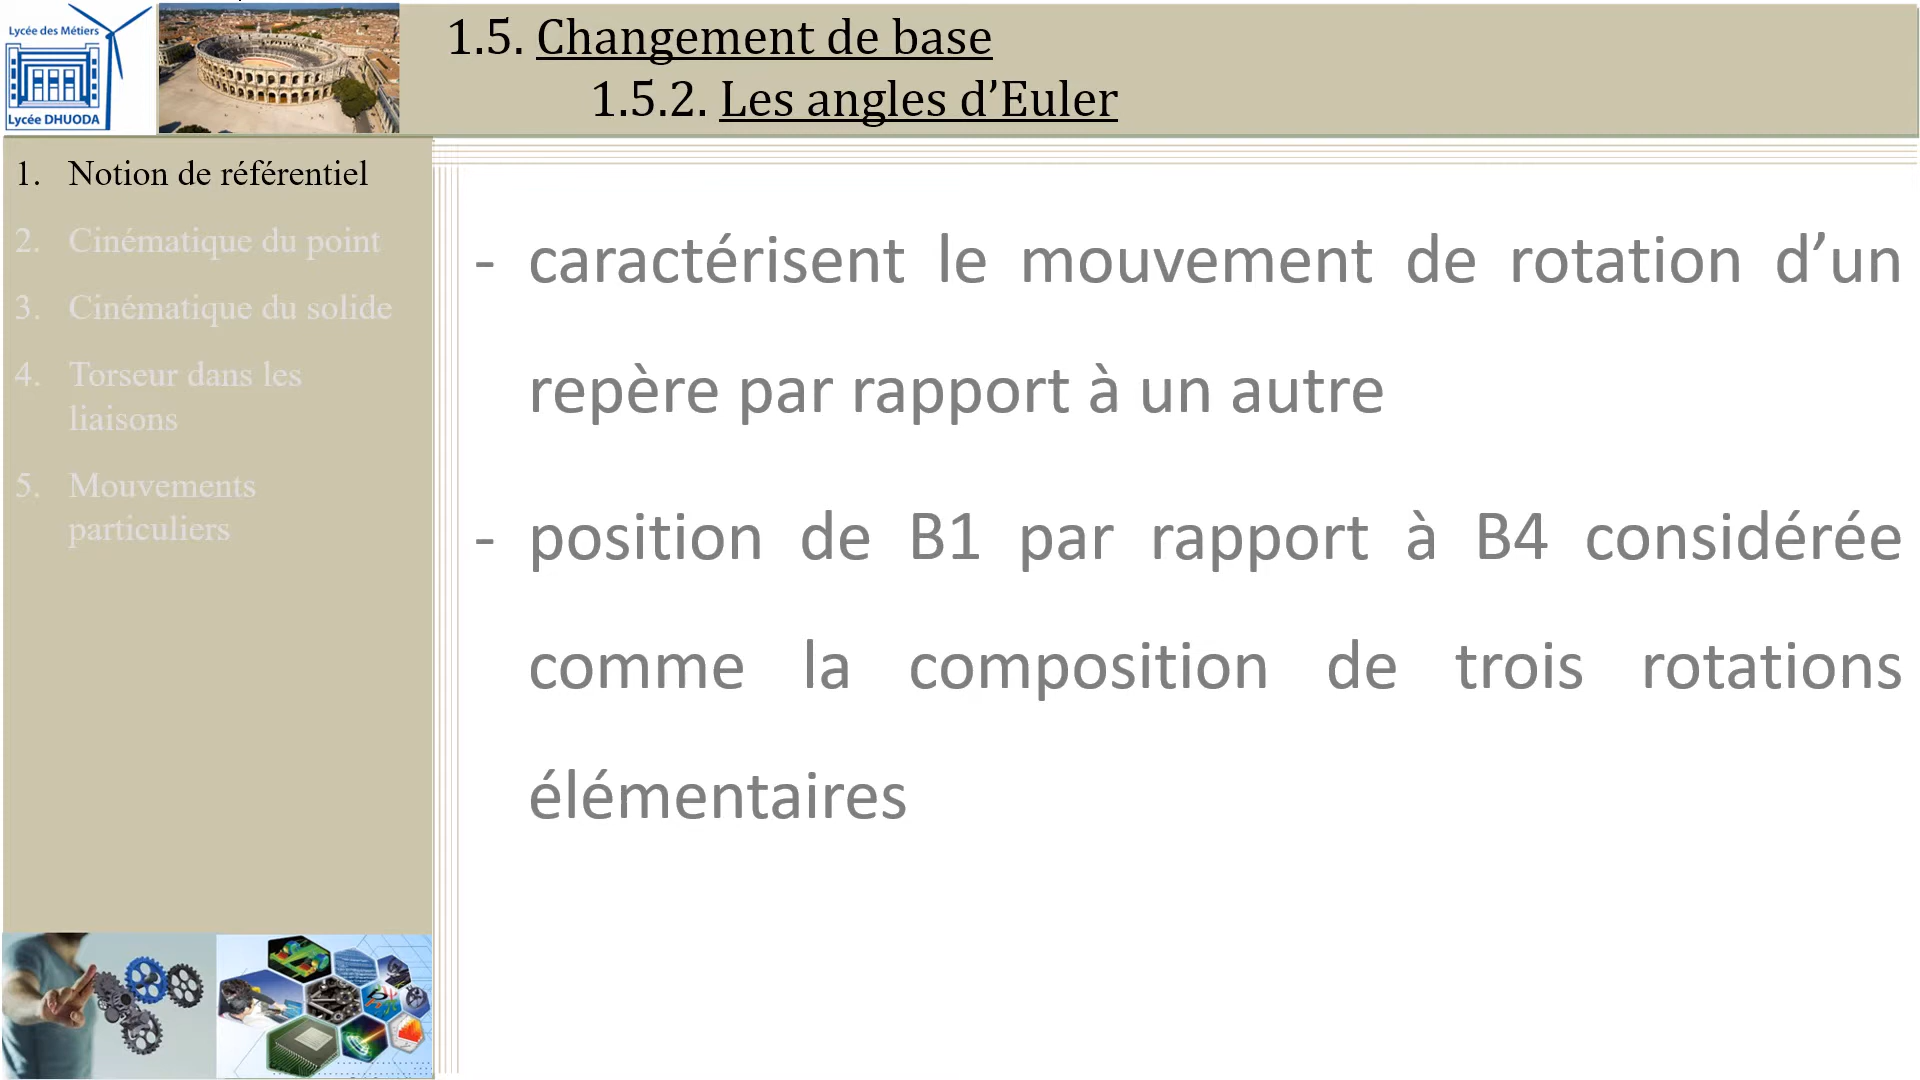 Lycée des Métiers
Lycée DHUODA
1.5. Changement de base
1.5.2. Les angles d’Euler
1. Notion de référentiel
2. Cinématique du point
3. Cinématique du solide
4. Torseur dans les
liaisons
5. Mouvements
particuliers
- caractérisent le mouvement de rotation d’un
repère par rapport à un autre
- position de B1 par rapport à B4 considérée
comme la composition de trois rotations
élémentaires